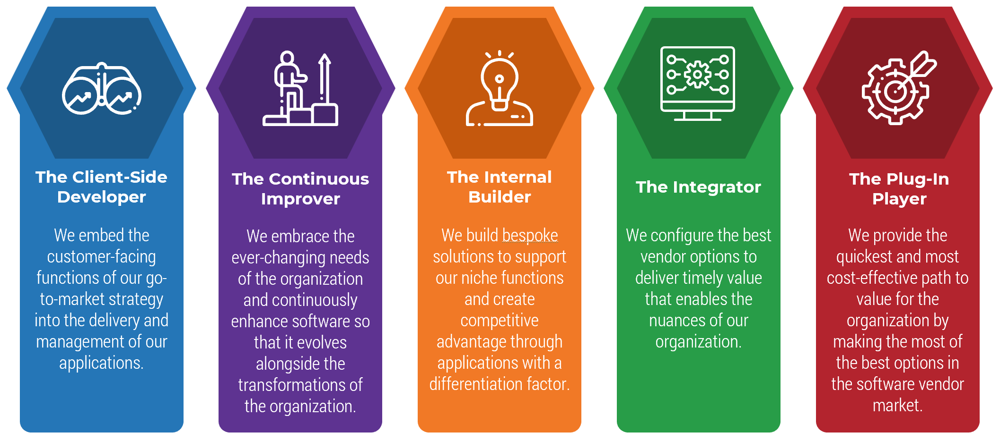 The Client-Side
Developer
We embed the
customer-facing
functions of our go-
to-market strategy
into the delivery and
management of our
applications.
The Continuous
Improver
We embrace the
ever-changing needs
of the organization
and continuously
enhance software so
that it evolves
alongside the
transformations of
the organization.
The Internal
Builder
We build bespoke
solutions to support
our niche functions
and create
competitive
advantage through
applications with a
differentiation factor.
The Integrator
We configure the best
vendor options to
deliver timely value
that enables the
nuances of our
organization.
The Plug-In
Player
We provide the
quickest and most
cost-effective path to
value for the
organization by
making the most of
the best options in
the software vendor
market.